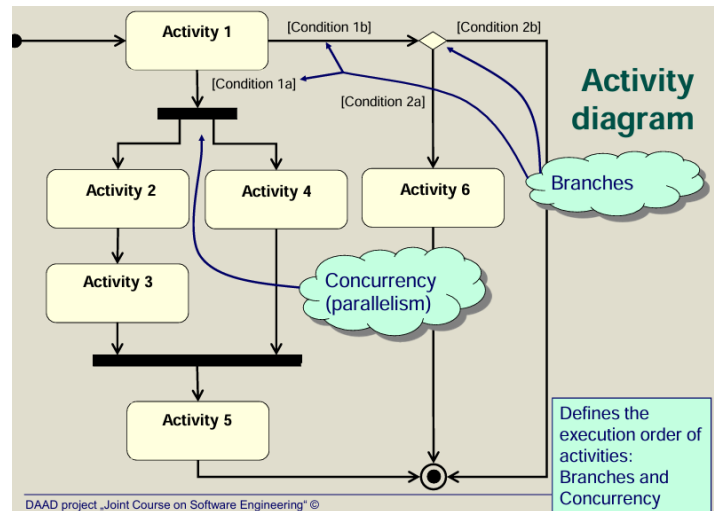 Activity 1
[Condition 1b]
[Condition 2b]
[Condition 1a]
[Condition 2a]
Activity
diagram
Activity 2
Activity 4
Activity 6
Branches
Activity 3
Concurrency
(parallelism)
Activity 5
Defines the
execution order of
activities:
Branches and
Concurrency
DAAD project „Joint Course on Software Engineering“ ©